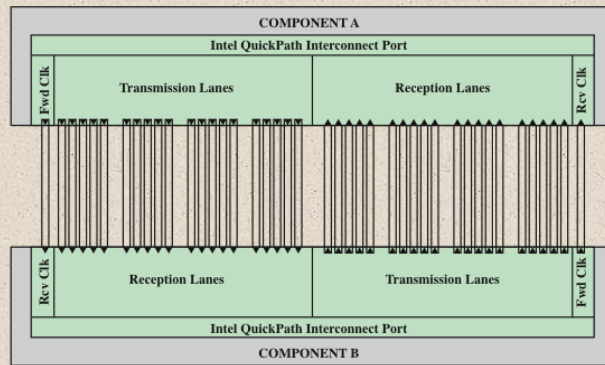 COMPONENT A
Intel QuickPath Interconnect Port
Fwd Clk
Transmission Lanes
Reception Lanes
Rcv Clk
Rcv Clk
Reception Lanes
Transmission Lanes
Fwd Clk
Intel QuickPath Interconnect Port
COMPONENT B